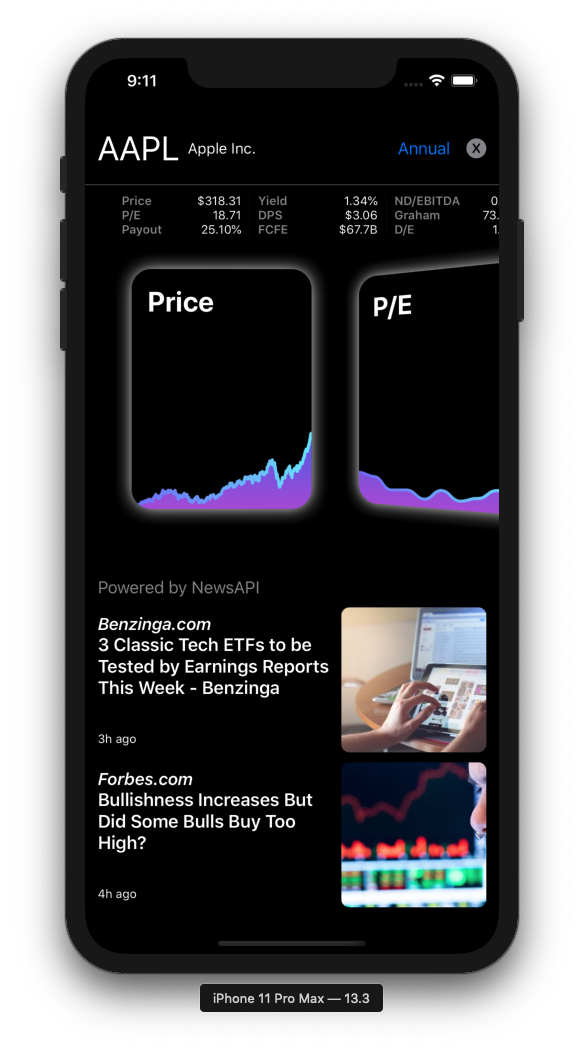 9:11
AAPL Apple Inc. Annual X
Price $318.31 Yield 1.34% ND/EBITDA 0
P/E 18.71 DPS $3.06 Graham 73.
Payout 25.10% FCFE $67.7B D/E 1.
Price
P/E
Powered by NewsAPI
Benzinga.com
3 Classic Tech ETFs to be
Tested by Earnings Reports
This Week - Benzinga
3h ago
Forbes.com
Bullishness Increases But
Did Some Bulls Buy Too
High?
4h ago
iPhone 11 Pro Max — 13.3